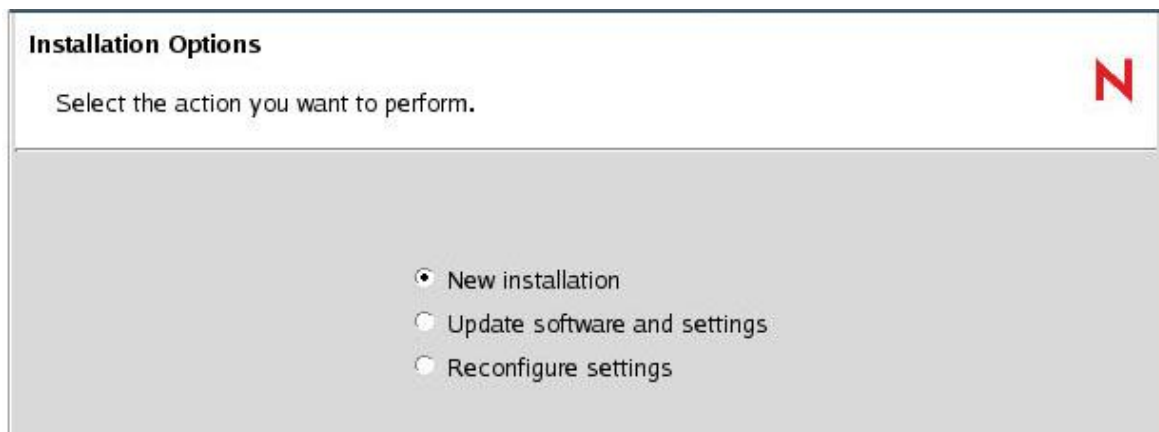 Installation Options
Select the action you want to perform.
N
New installation
Update software and settings
Reconfigure settings